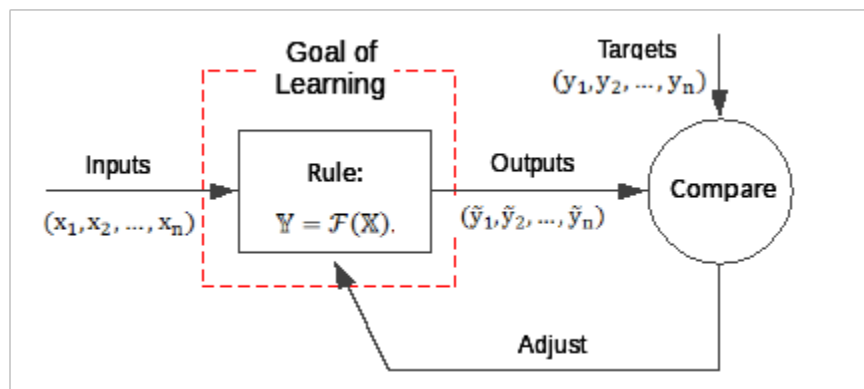 Goal of
Learning
Targets
(y₁,y₂, ..., yₙ)
Inputs
(x₁,x₂, ..., xₙ)
Rule:
𝕐 = ℱ(𝕏).
Outputs
(ỹ₁,ỹ₂, ..., ỹₙ)
Compare
Adjust